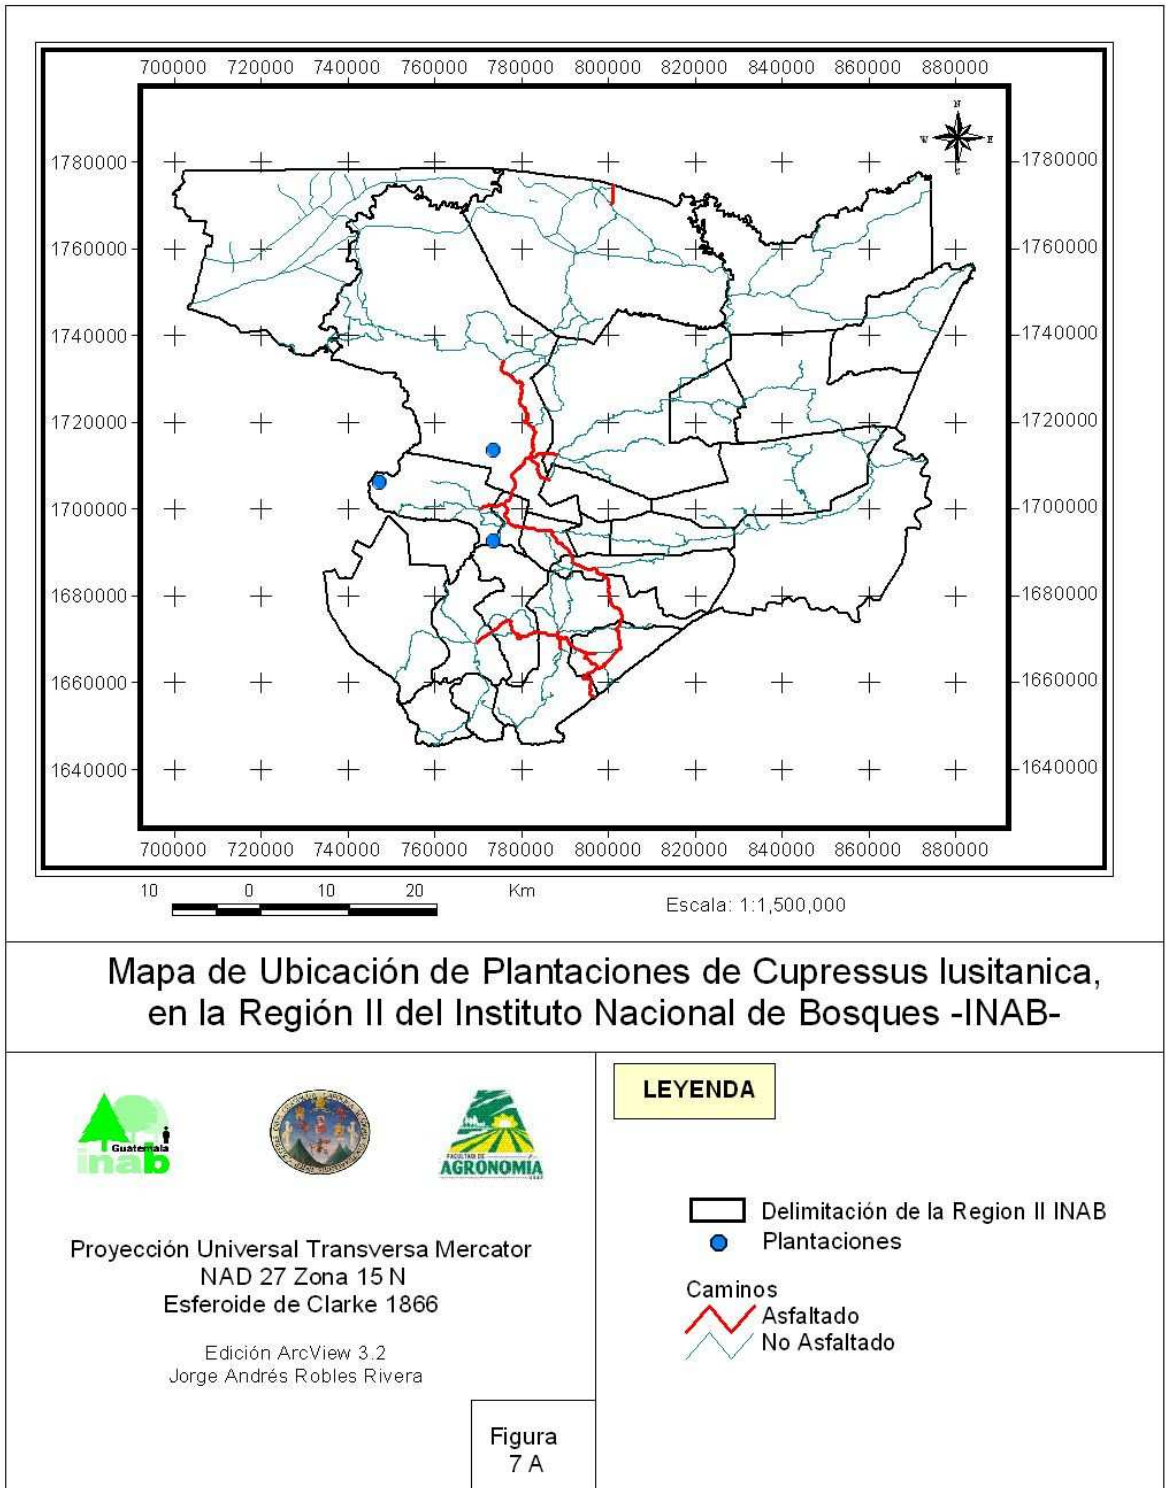 700000 720000 740000 760000 780000 800000 820000 840000 860000 880000
N
W E
1780000 1780000
1760000 1760000
1740000 1740000
1720000 1720000
1700000 1700000
1680000 1680000
1660000 1660000
1640000 1640000
700000 720000 740000 760000 780000 800000 820000 840000 860000 880000
10 0 10 20 Km
Escala: 1:1,500,000
Mapa de Ubicación de Plantaciones de Cupressus lusitanica,
en la Región II del Instituto Nacional de Bosques -INAB-
Guatemala
inab
FACULTAD DE
AGRONOMIA
Proyección Universal Transversa Mercator
NAD 27 Zona 15 N
Esferoide de Clarke 1866
Edición ArcView 3.2
Jorge Andrés Robles Rivera
Figura
7 A
LEYENDA
Delimitación de la Region II INAB
Plantaciones
Caminos
Asfaltado
No Asfaltado